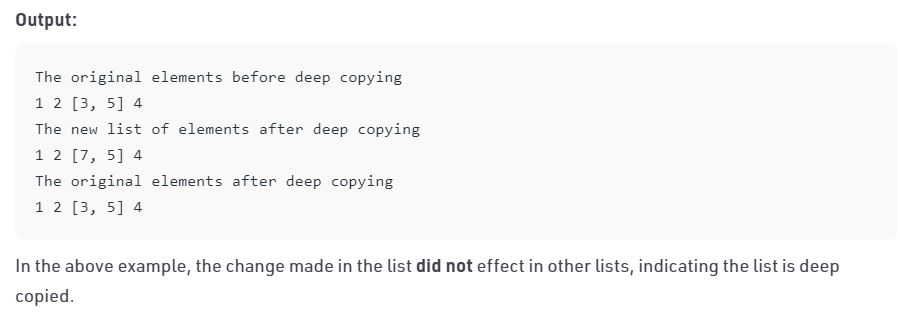 Output:
The original elements before deep copying
1 2 [3, 5] 4
The new list of elements after deep copying
1 2 [7, 5] 4
The original elements after deep copying
1 2 [3, 5] 4
In the above example, the change made in the list did not effect in other lists, indicating the list is deep
copied.